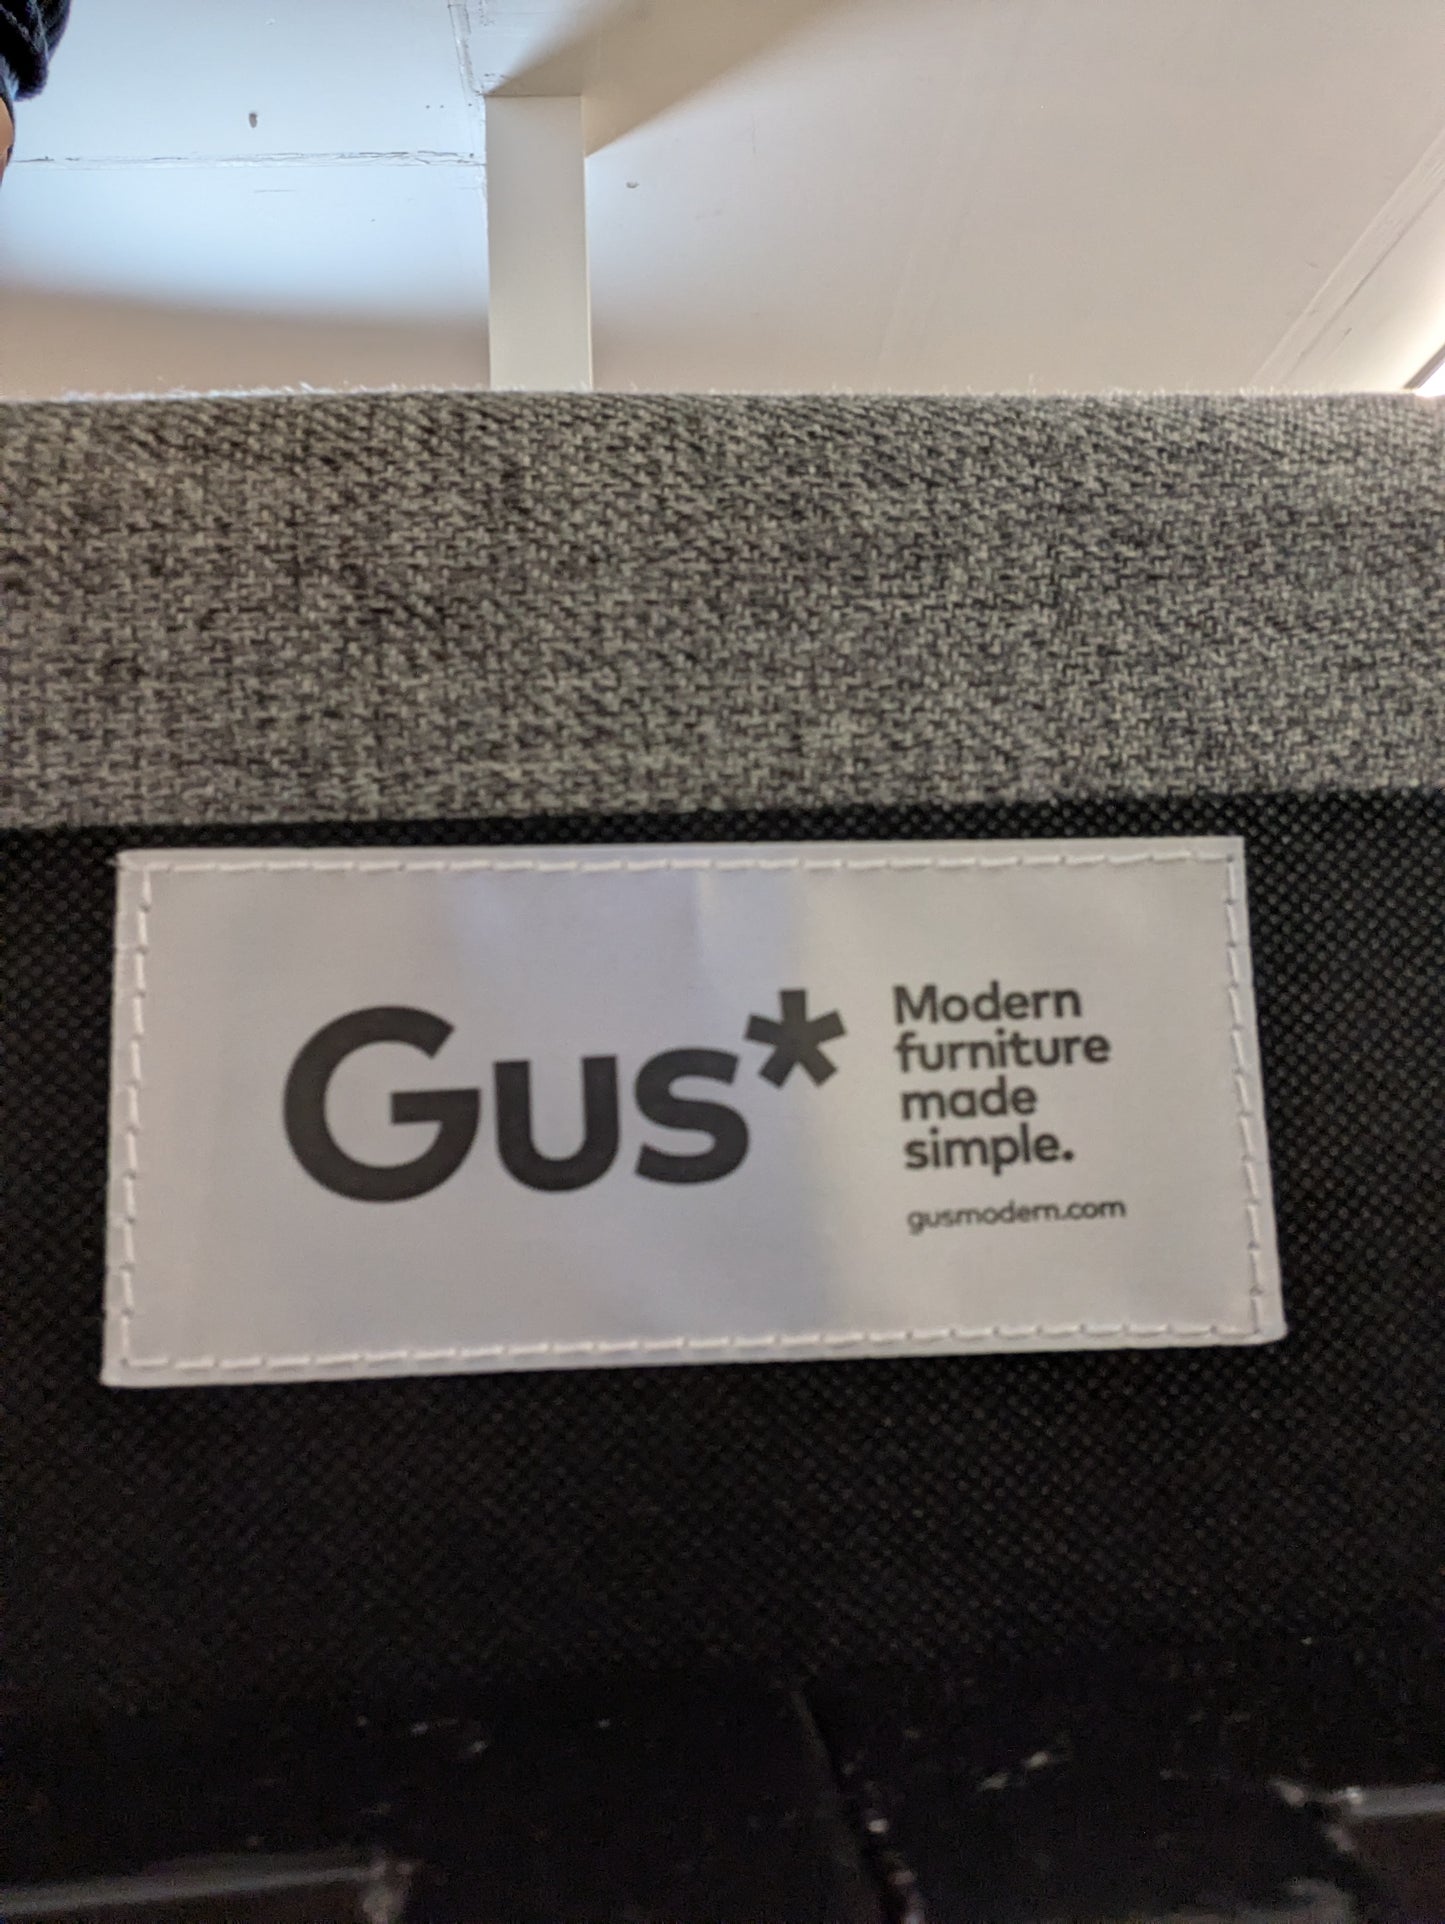 Gus*
Modern
furniture
made
simple.
gusmodern.com